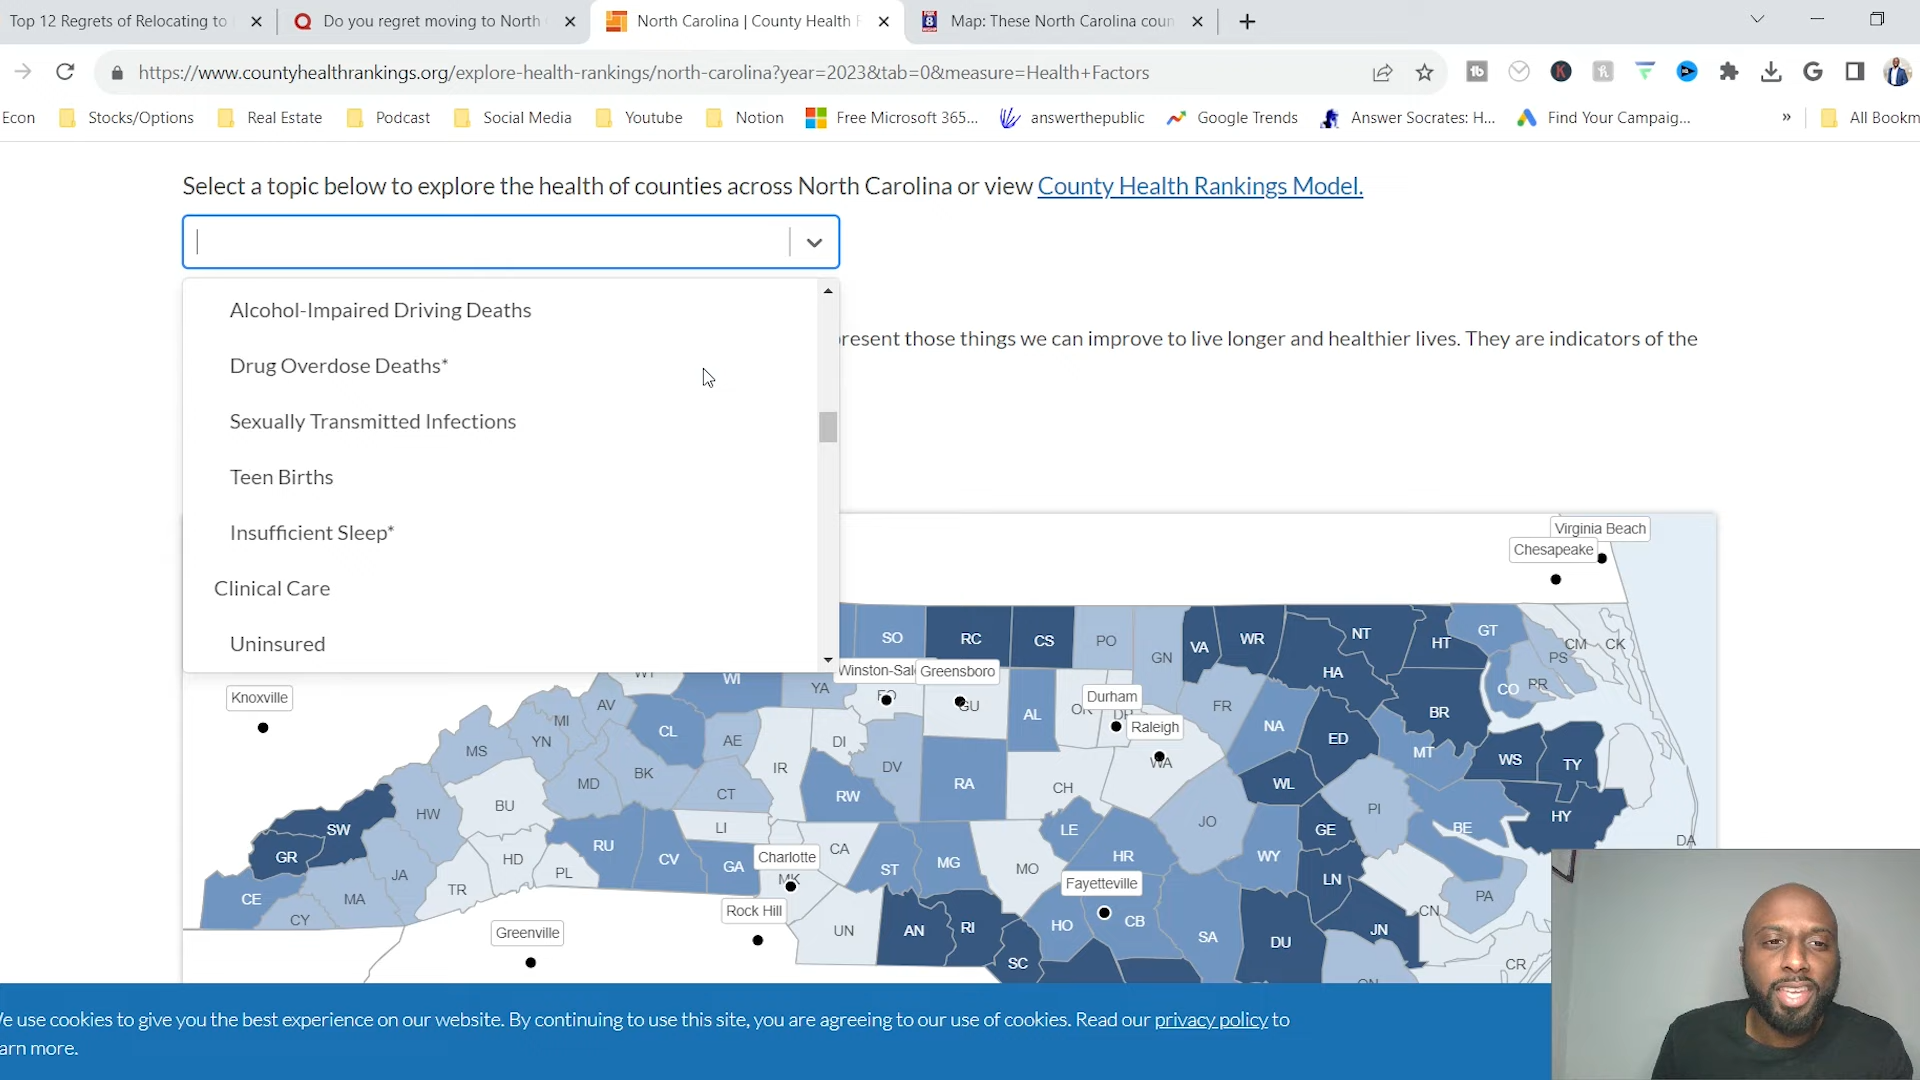 Top 12 Regrets of Relocating to
Do you regret moving to North
North Carolina | County Health
Map: These North Carolina coun
https://www.countyhealthrankings.org/explore-health-rankings/north-carolina?year=2023&tab=0&measure=Health+Factors
Econ
Stocks/Options
Real Estate
Podcast
Social Media
Youtube
Notion
Free Microsoft 365...
answerthepublic
Google Trends
Answer Socrates: H...
Find Your Campaig...
»
All Bookm
Select a topic below to explore the health of counties across North Carolina or view County Health Rankings Model.
Alcohol-Impaired Driving Deaths
present those things we can improve to live longer and healthier lives. They are indicators of the
Drug Overdose Deaths*
Sexually Transmitted Infections
Teen Births
Insufficient Sleep*
Clinical Care
Uninsured
Virginia Beach
Chesapeake
SO
RC
CS
PO
GN
VA
WR
NT
HA
HT
GT
PS
CM
CK
CO
PR
Winston-Sal
Greensboro
Knoxville
WI
YA
FO
GU
AL
Durham
Raleigh
WA
FR
NA
ED
BR
MT
WS
TY
MS
YN
MI
AV
CL
AE
IR
DI
DV
RA
CH
WL
PI
HY
BE
BU
MD
BK
CT
RW
LE
JO
GE
DA
SW
GR
HW
JA
HD
PL
RU
CV
LI
GA
Charlotte
MK
CA
ST
MG
MO
HR
WY
LN
CE
CY
MA
TR
Rock Hill
UN
AN
RI
Fayetteville
HO
CB
SA
DU
JN
CN
PA
Greenville
SC
CR
We use cookies to give you the best experience on our website. By continuing to use this site, you are agreeing to our use of cookies. Read our privacy policy to
arn more.